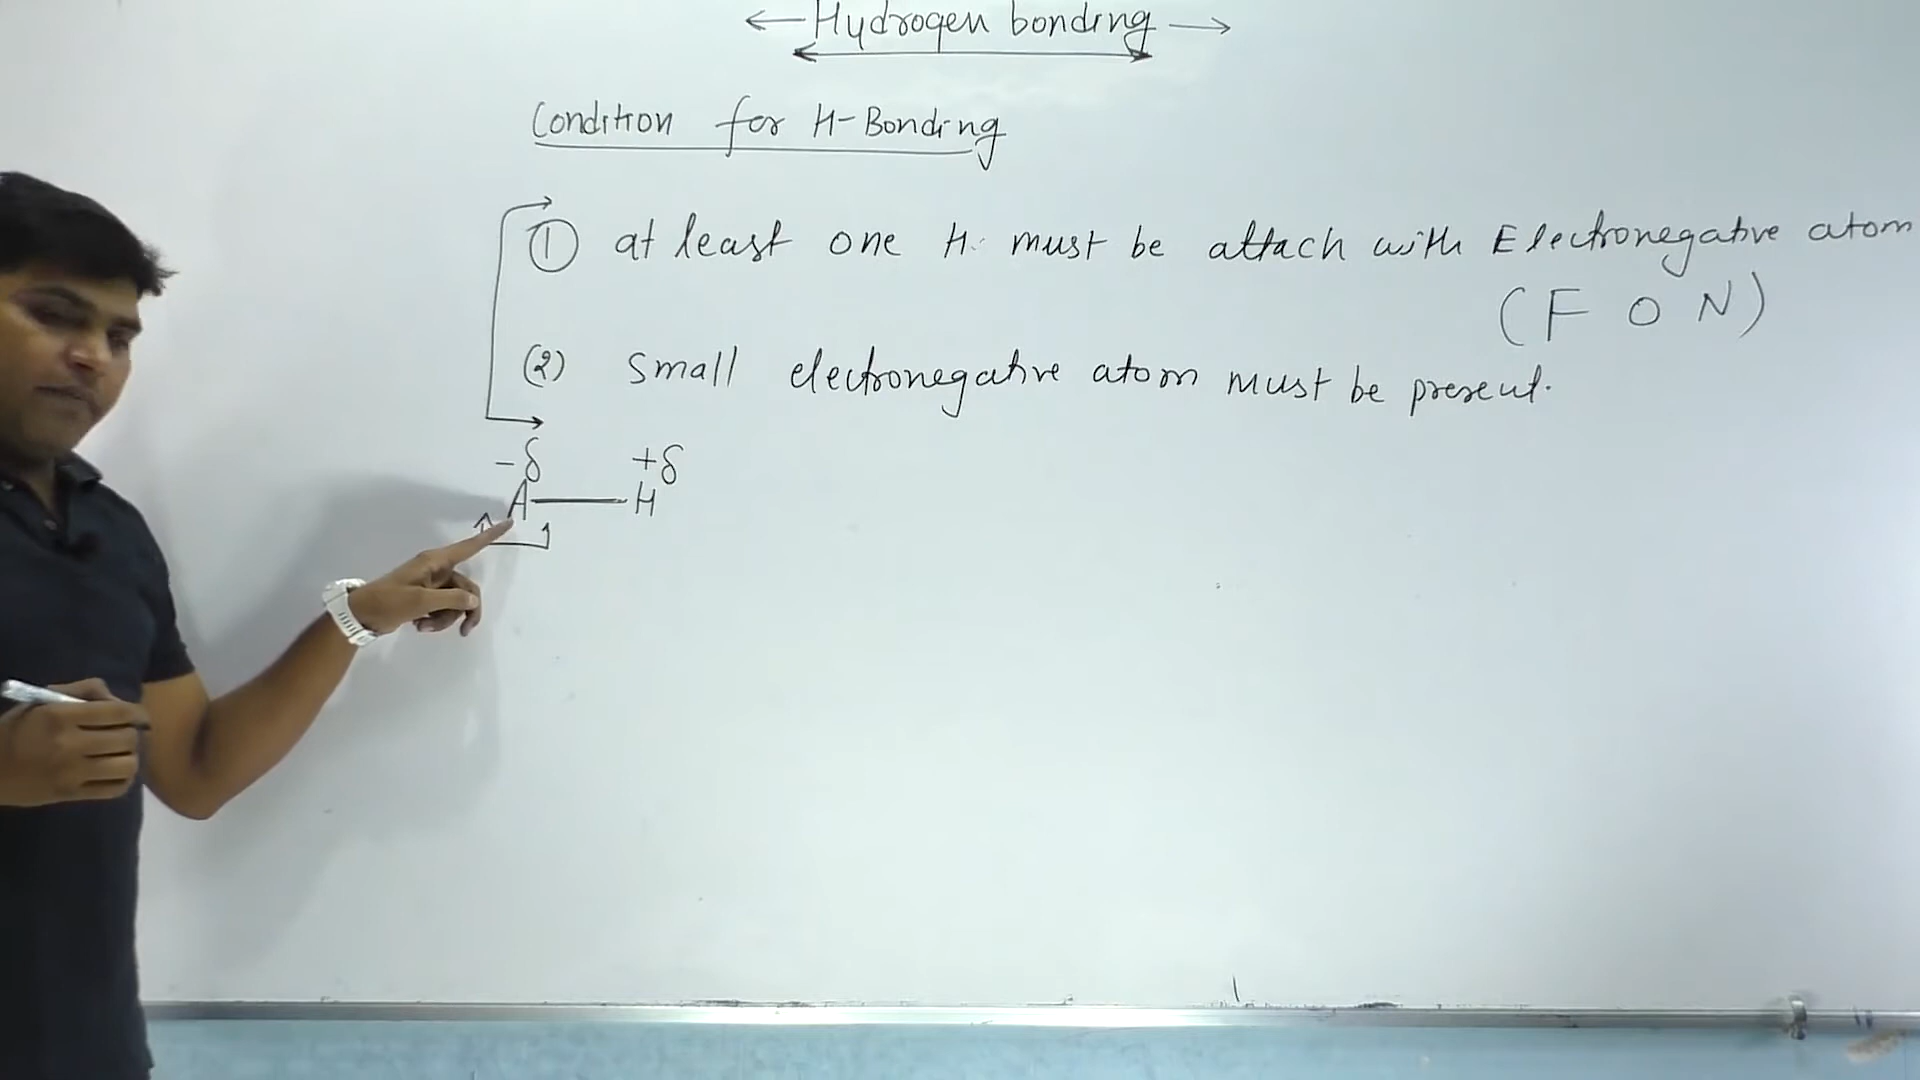 Hydrogen bonding
Condition for H-Bonding
① at least one H. must be attach with Electronegative atom
(F O N)
(2) Small electronegative atom must be present.
-δ +δ
A — H